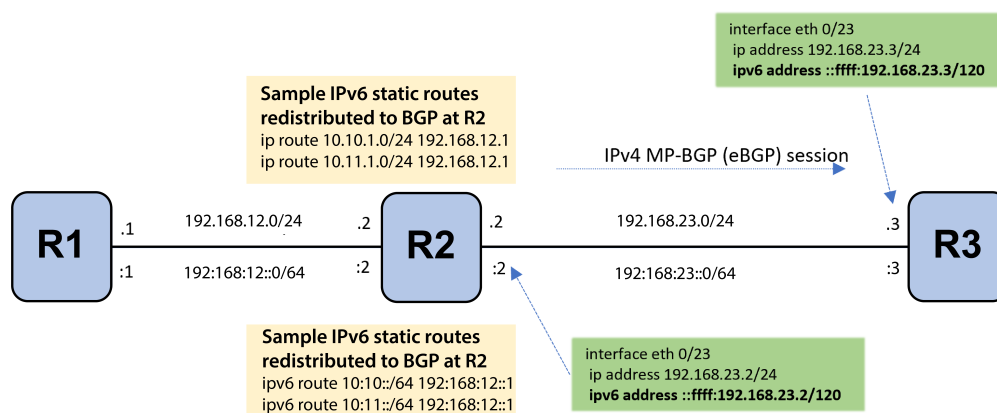 interface eth 0/23
ip address 192.168.23.3/24
ipv6 address ::ffff:192.168.23.3/120
Sample IPv6 static routes
redistributed to BGP at R2
ip route 10.10.1.0/24 192.168.12.1
ip route 10.11.1.0/24 192.168.12.1
IPv4 MP-BGP (eBGP) session
R1
.1
192.168.12.0/24
.2
R2
.2
192.168.23.0/24
.3
R3
:1
192:168:12::0/64
:2
:2
192:168:23::0/64
:3
Sample IPv6 static routes
redistributed to BGP at R2
ipv6 route 10:10::/64 192:168:12::1
ipv6 route 10:11::/64 192:168:12::1
interface eth 0/23
ip address 192.168.23.2/24
ipv6 address ::ffff:192.168.23.2/120